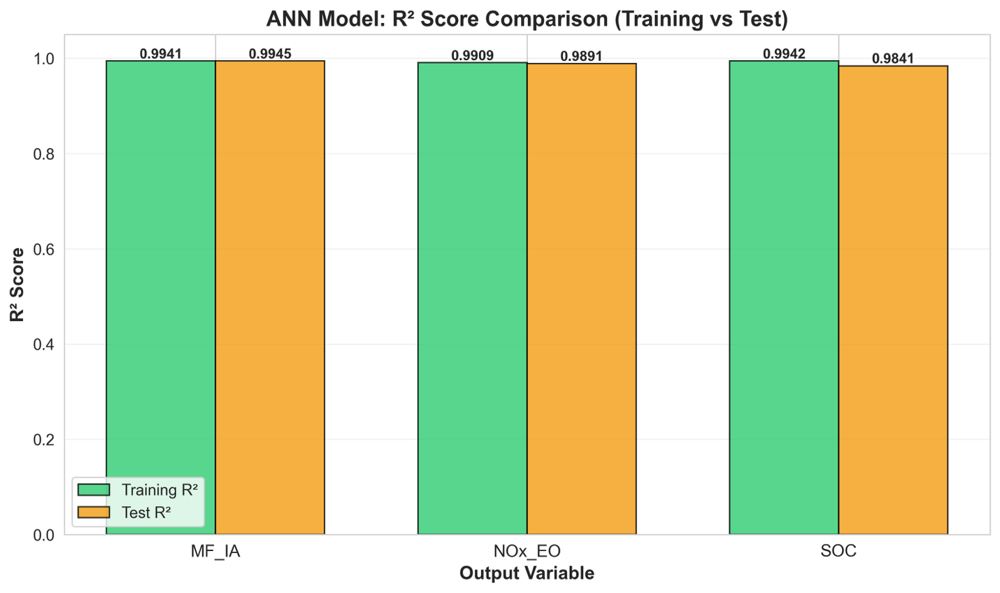 ANN Model: R² Score Comparison (Training vs Test)
R² Score
1.0
0.8
0.6
0.4
0.2
0.0
0.9941
0.9945
0.9909
0.9891
0.9942
0.9841
Training R²
Test R²
MF_IA
NOx_EO
SOC
Output Variable